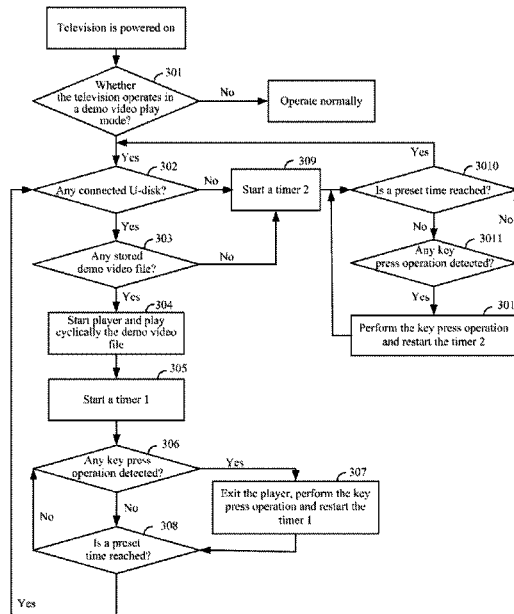 Television is powered on
301
Whether
the television operates in
a demo video play
mode?
No
Operate normally
Yes
302
Any connected U-disk?
No
309
Start a timer 2
Yes
3010
Is a preset time reached?
No
No
3011
Any key
press operation detected?
Yes
301
Perform the key press operation
and restart the timer 2
Yes
303
Any stored
demo video file?
No
Yes
304
Start player and play
cyclically the demo video
file
305
Start a timer 1
306
Any key press
operation detected?
Yes
307
Exit the player, perform the key
press operation and restart the
timer 1
No
No
308
Is a preset
time reached?
Yes